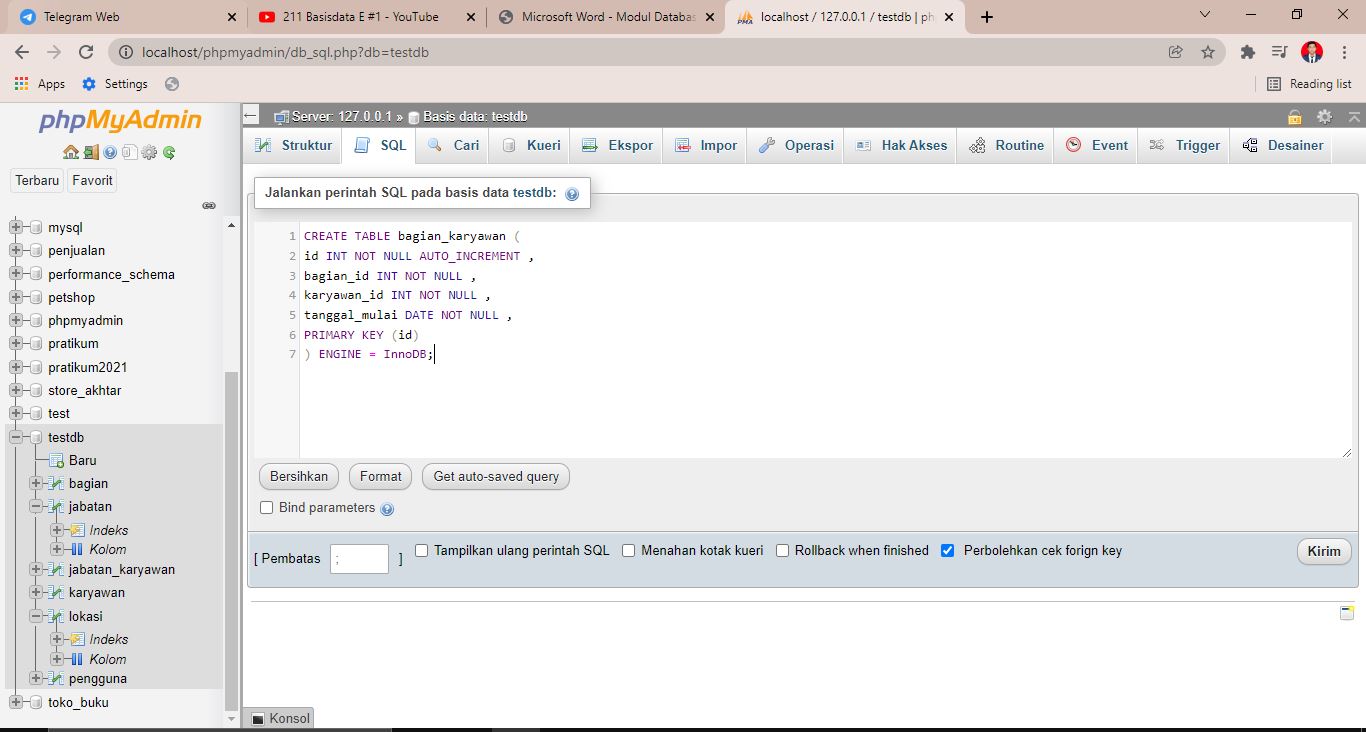 Telegram Web
211 Basisdata E #1 - YouTube
Microsoft Word - Modul Databas
localhost / 127.0.0.1 / testdb | ph
localhost/phpmyadmin/db_sql.php?db=testdb
Apps
Settings
Reading list
phpMyAdmin
Terbaru
Favorit
mysql
penjualan
performance_schema
petshop
phpmyadmin
pratikum
pratikum2021
store_akhtar
test
testdb
Baru
bagian
jabatan
Indeks
Kolom
jabatan_karyawan
karyawan
lokasi
Indeks
Kolom
pengguna
toko_buku
Server: 127.0.0.1 » Basis data: testdb
Struktur
SQL
Cari
Kueri
Ekspor
Impor
Operasi
Hak Akses
Routine
Event
Trigger
Desainer
Jalankan perintah SQL pada basis data testdb:
1 CREATE TABLE bagian_karyawan (
2 id INT NOT NULL AUTO_INCREMENT ,
3 bagian_id INT NOT NULL ,
4 karyawan_id INT NOT NULL ,
5 tanggal_mulai DATE NOT NULL ,
6 PRIMARY KEY (id)
7 ) ENGINE = InnoDB;
Bersihkan
Format
Get auto-saved query
Bind parameters
[ Pembatas ; ]
Tampilkan ulang perintah SQL
Menahan kotak kueri
Rollback when finished
Perbolehkan cek forign key
Kirim
Konsol